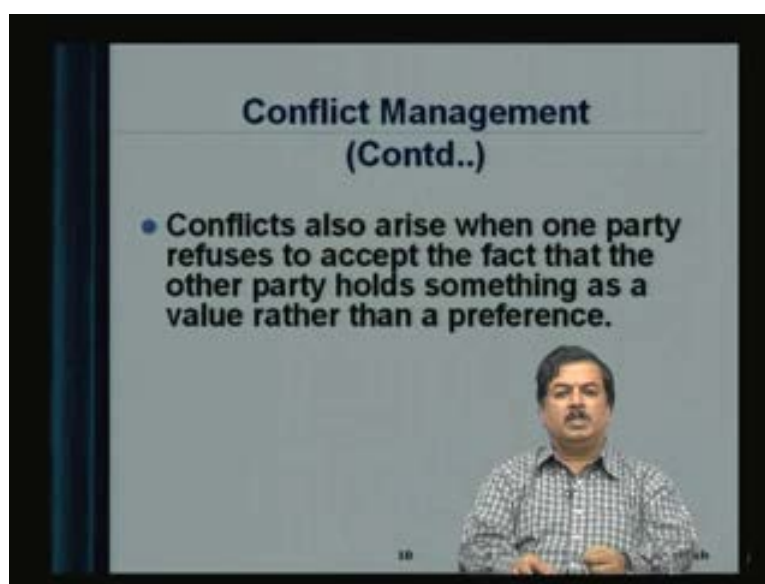 Conflict Management
(Contd..)
Conflicts also arise when one party
refuses to accept the fact that the
other party holds something as a
value rather than a preference.
10